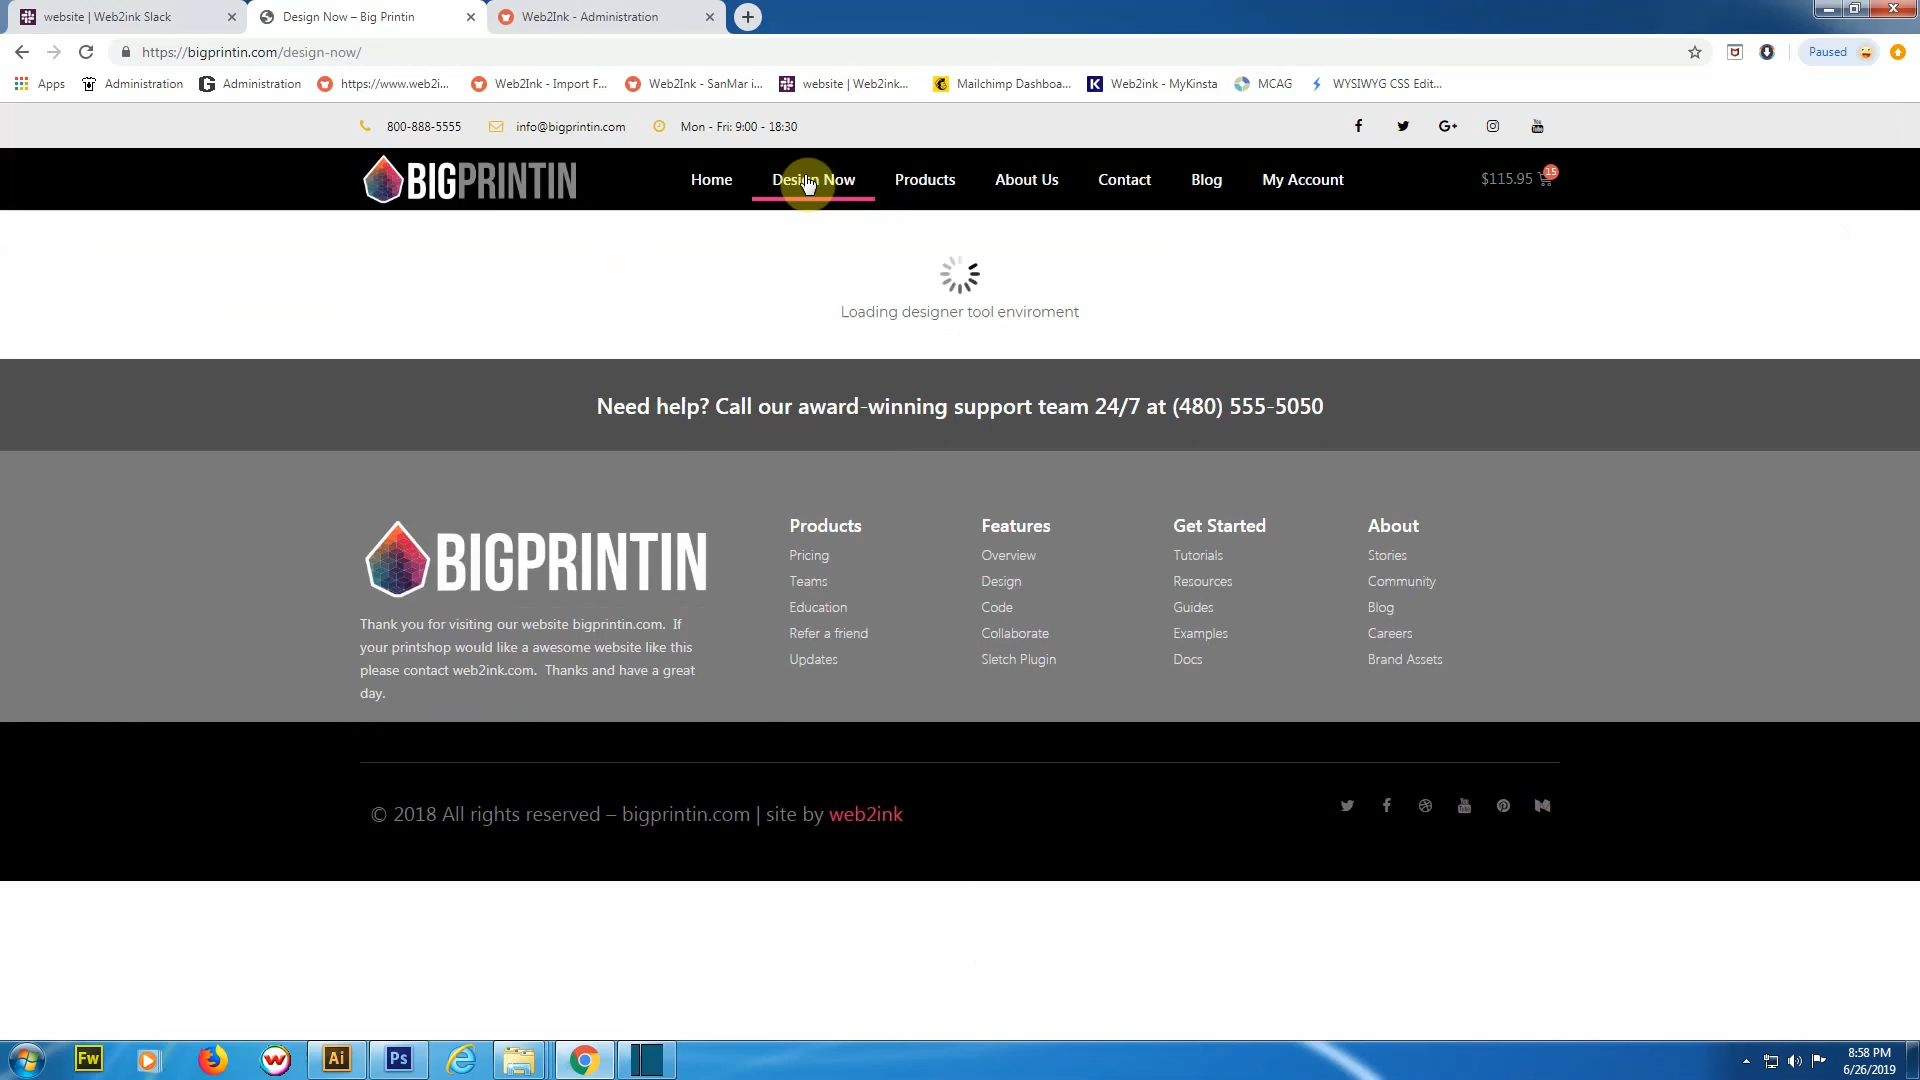 website | Web2ink Slack
Design Now – Big Printin
Web2Ink - Administration
https://bigprintin.com/design-now/
Paused
Apps
Administration
Administration
https://www.web2i...
Web2Ink - Import F...
Web2Ink - SanMar i...
website | Web2ink...
Mailchimp Dashboa...
Web2ink - MyKinsta
MCAG
WYSIWYG CSS Edit...
800-888-5555
info@bigprintin.com
Mon - Fri: 9:00 - 18:30
BIGPRINTIN
Home
Design Now
Products
About Us
Contact
Blog
My Account
$115.95
15
Loading designer tool enviroment
Need help? Call our award-winning support team 24/7 at (480) 555-5050
BIGPRINTIN
Thank you for visiting our website bigprintin.com. If
your printshop would like a awesome website like this
please contact web2ink.com. Thanks and have a great
day.
Products
Pricing
Teams
Education
Refer a friend
Updates
Features
Overview
Design
Code
Collaborate
Sletch Plugin
Get Started
Tutorials
Resources
Guides
Examples
Docs
About
Stories
Community
Blog
Careers
Brand Assets
© 2018 All rights reserved – bigprintin.com | site by web2ink
Fw
Ai
Ps
8:58 PM
6/26/2019